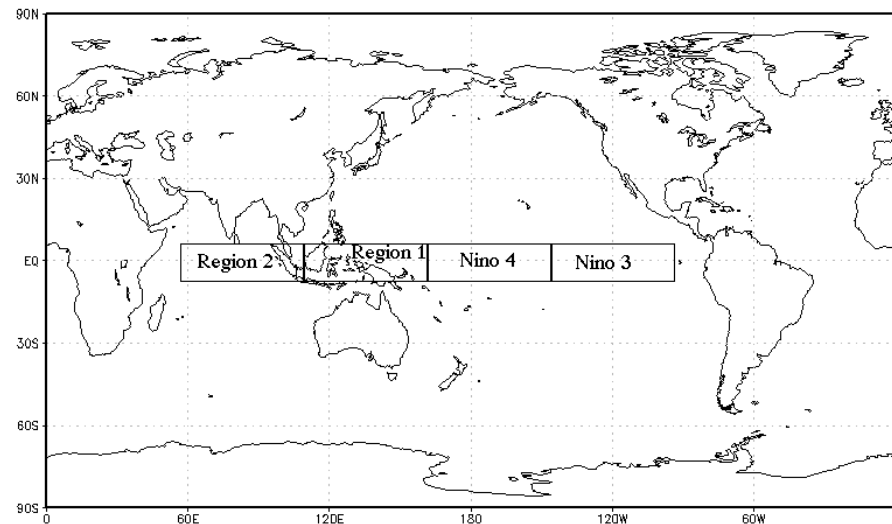 90N
60N
30N
EQ
30S
60S
90S
Region 2
Region 1
Nino 4
Nino 3
0
60E
120E
180
120W
60W